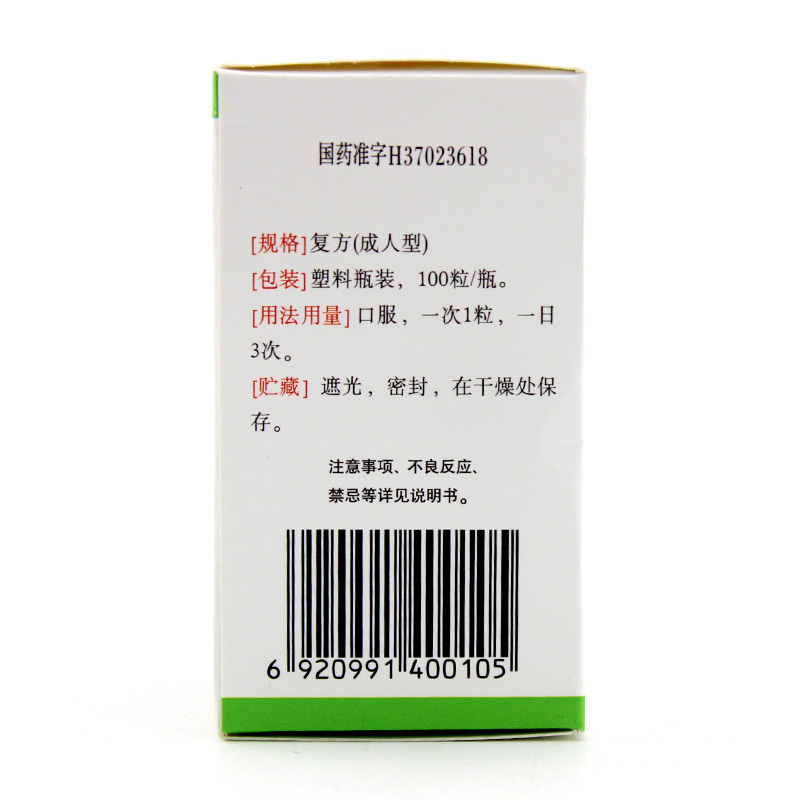 国药准字H37023618
[规格]复方(成人型)
[包装]塑料瓶装，100粒/瓶。
[用法用量]口服，一次1粒，一日
3次。
[贮藏] 遮光，密封，在干燥处保
存。
注意事项、不良反应、
禁忌等详见说明书。
6 920991 400105